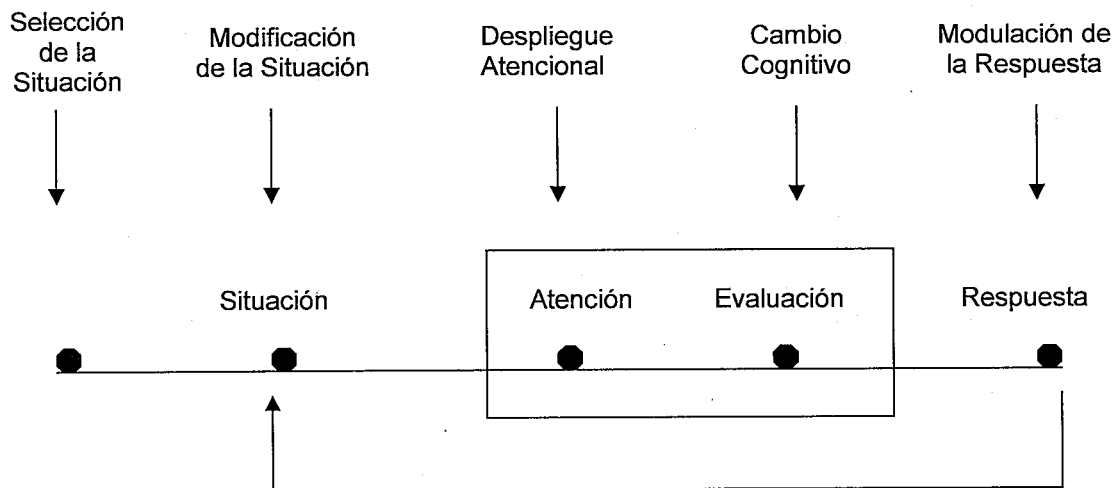 Selección
de la
Situación
Modificación
de la Situación
Despliegue
Atencional
Cambio
Cognitivo
Modulación de
la Respuesta
Situación
Atención
Evaluación
Respuesta